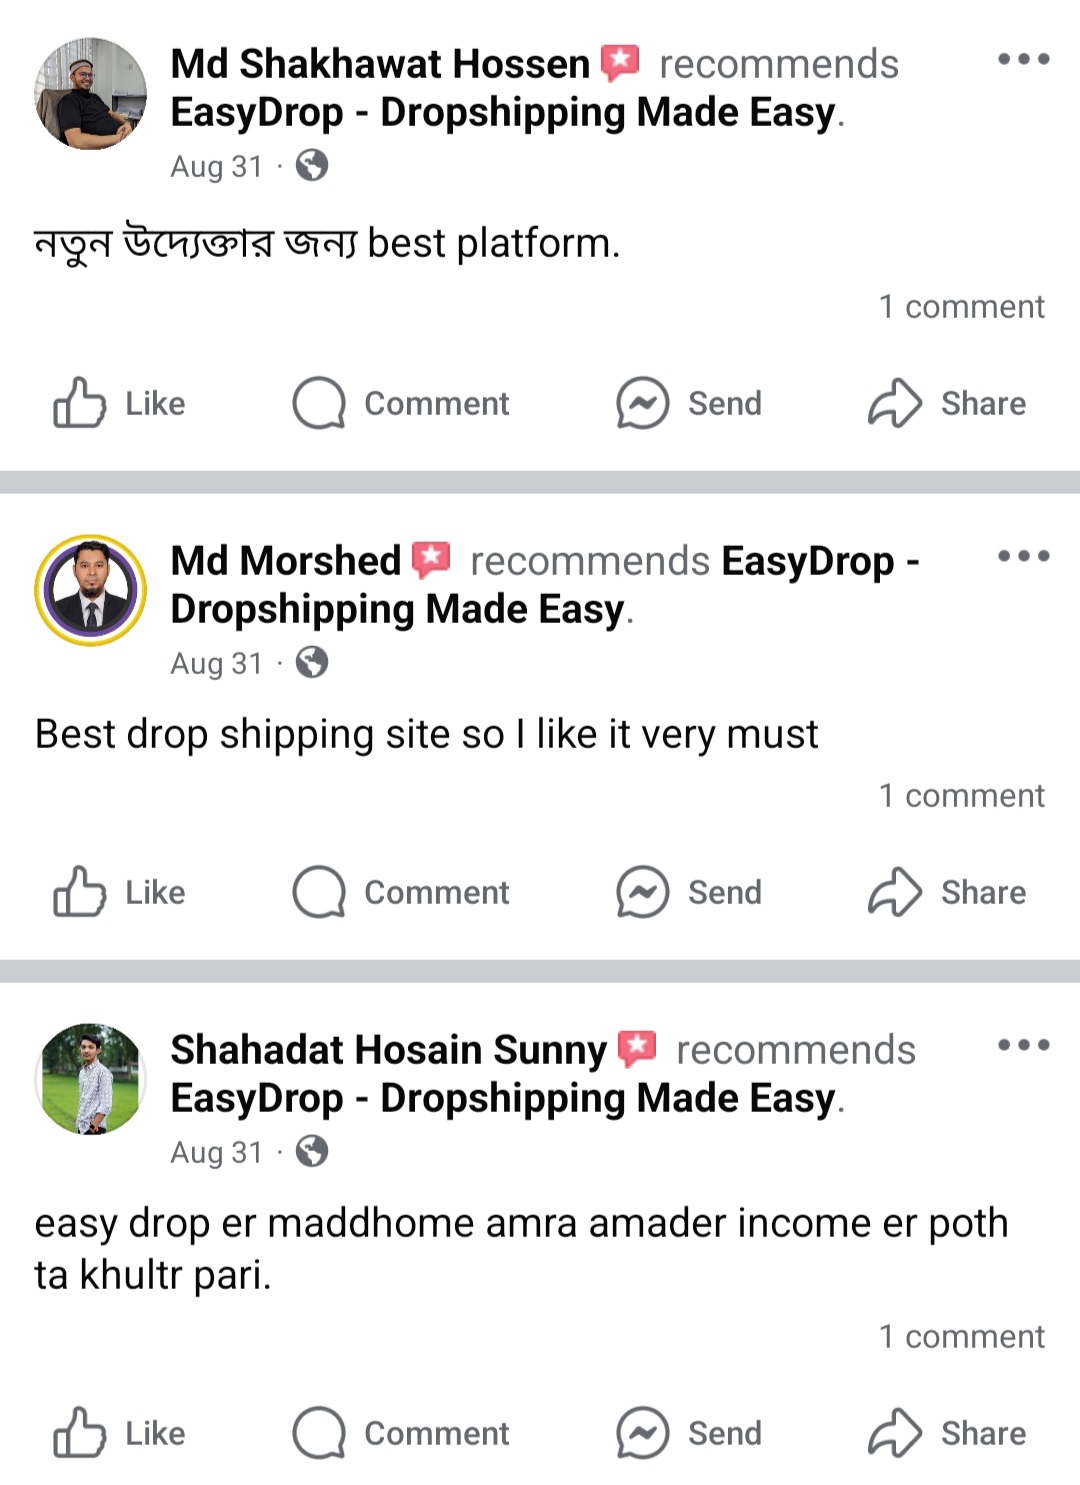 Md Shakhawat Hossen recommends
EasyDrop - Dropshipping Made Easy.
Aug 31 ·
নতুন উদ্যেক্তার জন্য best platform.
1 comment
Like Comment Send Share
Md Morshed recommends EasyDrop -
Dropshipping Made Easy.
Aug 31 ·
Best drop shipping site so I like it very must
1 comment
Like Comment Send Share
Shahadat Hosain Sunny recommends
EasyDrop - Dropshipping Made Easy.
Aug 31 ·
easy drop er maddhome amra amader income er poth
ta khultr pari.
1 comment
Like Comment Send Share